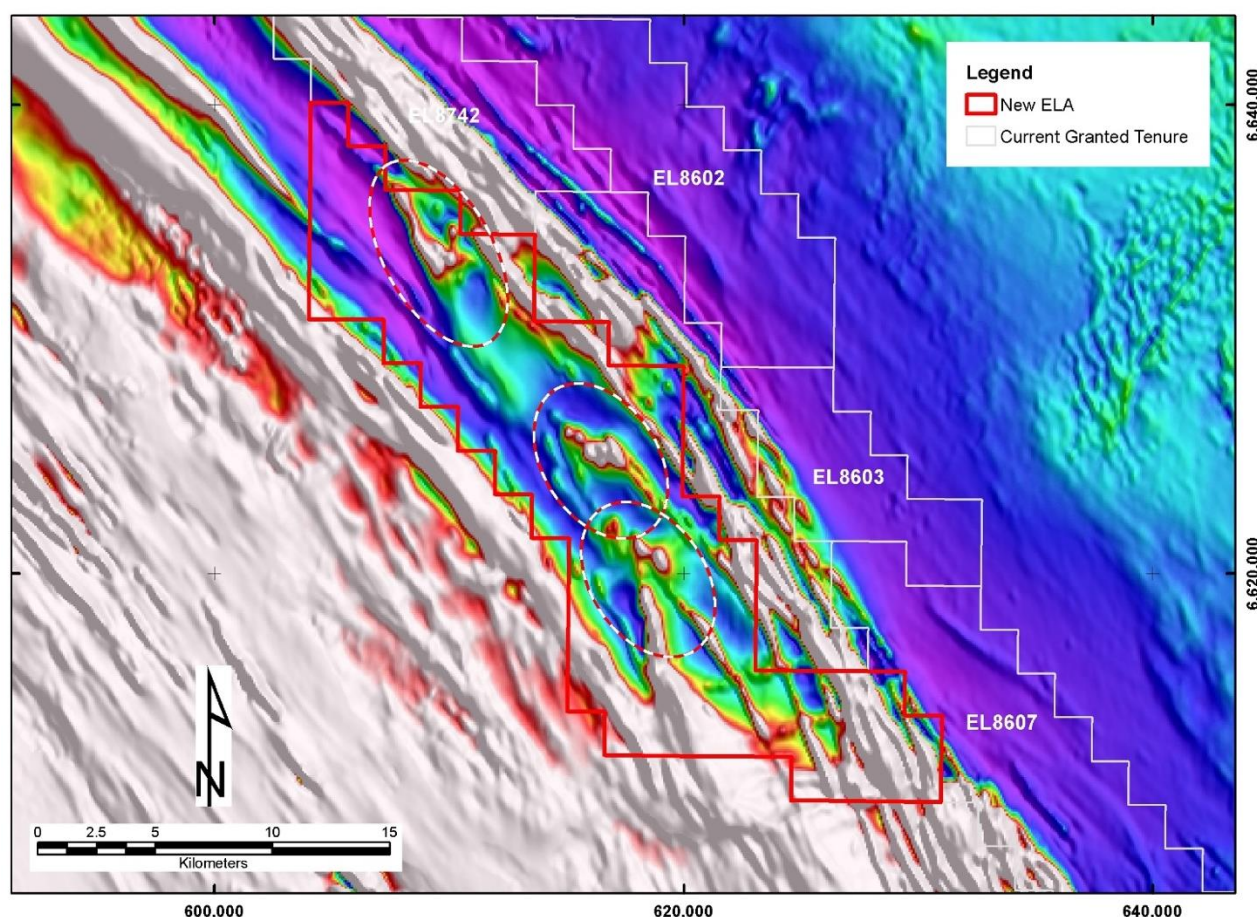 Legend
New ELA
Current Granted Tenure
EL8742
EL8602
EL8603
EL8607
6,640,000
6,620,000
N
0 2.5 5 10 15
Kilometers
600,000 620,000 640,000